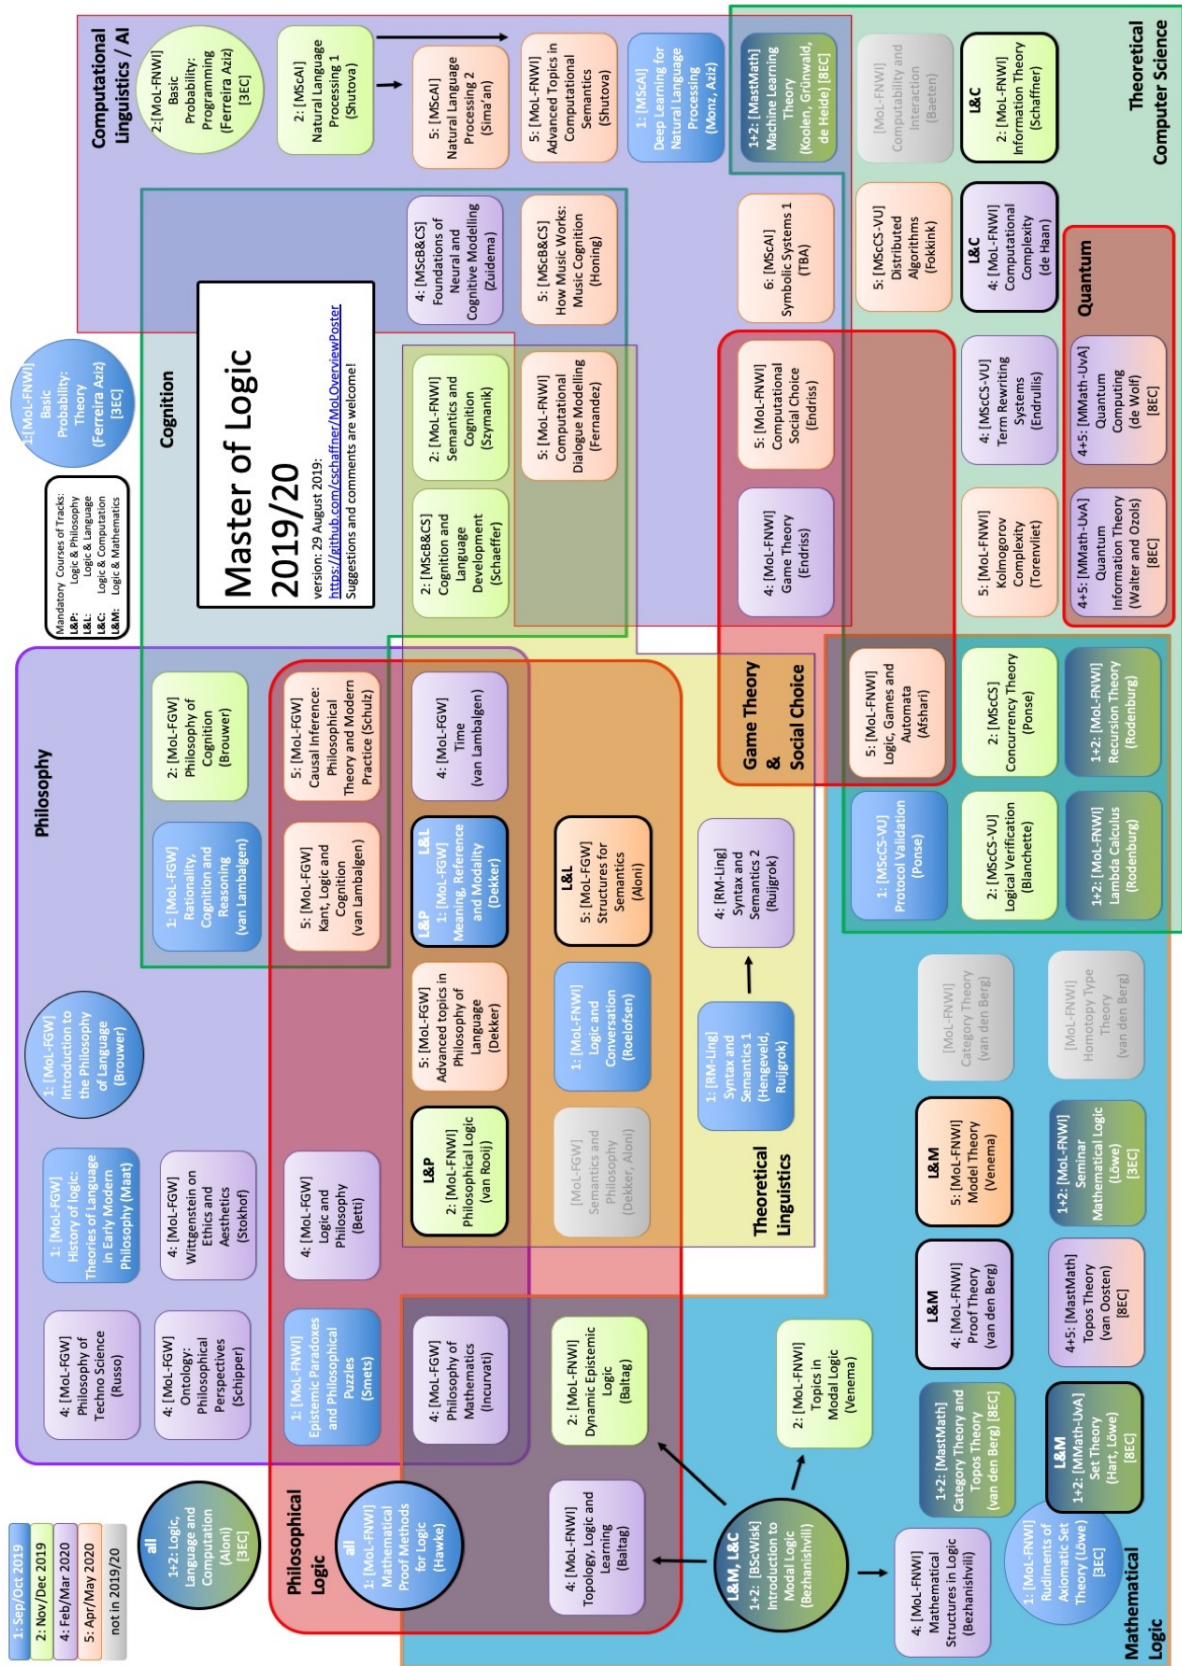 1: Sep/Oct 2019
2: Nov/Dec 2019
4: Feb/Mar 2020
5: Apr/May 2020
not in 2019/20
all
1+2: Logic,
Language and
Computation
(Aloni)
[3EC]
Philosophy
4: [MoL-FGW]
Philosophy of
Techno Science
(Russo)
1: [MoL-FGW]
History of logic:
Theories of Language
in Early Modern
Philosophy (Maat)
1: [MoL-FGW]
Introduction to
the Philosophy
of Language
(Brouwer)
4: [MoL-FGW]
Ontology:
Philosophical
Perspectives
(Schipper)
4: [MoL-FGW]
Wittgenstein on
Ethics and
Aesthetics
(Stokhof)
1: [MoL-FGW]
Rationality,
Cognition and
Reasoning
(van Lambalgen)
2: [MoL-FGW]
Philosophy of
Cognition
(Brouwer)
Mandatory Courses of Tracks:
L&P: Logic & Philosophy
L&L: Logic & Language
L&C: Logic & Computation
L&M: Logic & Mathematics
1:[MoL-FNWI]
Basic
Probability:
Theory
(Ferreira Aziz)
[3EC]
Cognition
Master of Logic
2019/20
version: 29 August 2019:
https://github.com/cschaffner/MoLOverviewPoster
Suggestions and comments are welcome!
Computational
Linguistics / AI
2:[MoL-FNWI]
Basic
Probability:
Programming
(Ferreira Aziz)
[3EC]
2: [MScAI]
Natural Language
Processing 1
(Shutova)
Philosophical
Logic
all
1: [MoL-FNWI]
Mathematical
Proof Methods
for Logic
(Hawke)
1: [MoL-FNWI]
Epistemic Paradoxes
and Philosophical
Puzzles
(Smets)
4: [MoL-FGW]
Logic and
Philosophy
(Betti)
5: [MoL-FGW]
Kant, Logic and
Cognition
(van Lambalgen)
5: [MoL-FGW]
Causal Inference:
Philosophical
Theory and Modern
Practice (Schulz)
4: [MoL-FGW]
Philosophy of
Mathematics
(Incurvati)
L&P
2: [MoL-FNWI]
Philosophical Logic
(van Rooij)
5: [MoL-FGW]
Advanced topics in
Philosophy of
Language
(Dekker)
L&P L&L
1: [MoL-FGW]
Meaning, Reference
and Modality
(Dekker)
4: [MoL-FGW]
Time
(van Lambalgen)
2: [MScB&CS]
Cognition and
Language
Development
(Schaeffer)
2: [MoL-FNWI]
Semantics and
Cognition
(Szymanik)
4: [MScB&CS]
Foundations of
Neural and
Cognitive Modelling
(Zuidema)
5: [MScAI]
Natural Language
Processing 2
(Sima'an)
4: [MoL-FNWI]
Topology, Logic and
Learning
(Baltag)
2: [MoL-FNWI]
Dynamic Epistemic
Logic
(Baltag)
[MoL-FGW]
Semantics and
Philosophy
(Dekker, Aloni)
1: [MoL-FNWI]
Logic and
Conversation
(Roelofsen)
L&L
5: [MoL-FGW]
Structures for
Semantics
(Aloni)
5: [MoL-FNWI]
Computational
Dialogue Modelling
(Fernandez)
5: [MScB&CS]
How Music Works:
Music Cognition
(Honing)
5: [MoL-FNWI]
Advanced Topics in
Computational
Semantics
(Shutova)
1: [MScAI]
Deep Learning for
Natural Language
Processing
(Monz, Aziz)
L&M, L&C
1+2: [BScWisk]
Introduction to
Modal Logic
(Bezhanishvili)
2: [MoL-FNWI]
Topics in
Modal Logic
(Venema)
Theoretical
Linguistics
1: [RM-Ling]
Syntax and
Semantics 1
(Hengeveld,
Ruijgrok)
4: [RM-Ling]
Syntax and
Semantics 2
(Ruijgrok)
Game Theory
& Social Choice
4: [MoL-FNWI]
Game Theory
(Endriss)
5: [MoL-FNWI]
Computational
Social Choice
(Endriss)
6: [MScAI]
Symbolic Systems 1
(TBA)
1+2: [MastMath]
Machine Learning
Theory
(Koolen, Grünwald,
de Heide) [8EC]
5: [MoL-FNWI]
Logic, Games and
Automata
(Afshari)
1: [MScCS-VU]
Protocol Validation
(Ponse)
5: [MScCS-VU]
Distributed
Algorithms
(Fokkink)
[MoL-FNWI]
Computability and
Interaction
(Baeten)
4: [MoL-FNWI]
Mathematical
Structures in Logic
(Bezhanishvili)
1+2: [MastMath]
Category Theory and
Topos Theory
(van den Berg) [8EC]
L&M
4: [MoL-FNWI]
Proof Theory
(van den Berg)
L&M
5: [MoL-FNWI]
Model Theory
(Venema)
[MoL-FNWI]
Category Theory
(van den Berg)
2: [MScCS-VU]
Logical Verification
(Blanchette)
2: [MScCS]
Concurrency Theory
(Ponse)
5: [MoL-FNWI]
Kolmogorov
Complexity
(Torenvliet)
4: [MScCS-VU]
Term Rewriting
Systems
(Endrullis)
L&C
4: [MoL-FNWI]
Computational
Complexity
(de Haan)
L&C
2: [MoL-FNWI]
Information Theory
(Schaffner)
1: [MoL-FNWI]
Rudiments of
Axiomatic Set
Theory (Löwe)
[3EC]
L&M
1+2: [MMath-UvA]
Set Theory
(Hart, Löwe)
[8EC]
4+5: [MastMath]
Topos Theory
(van Oosten)
[8EC]
1+2: [MoL-FNWI]
Seminar
Mathematical Logic
(Löwe)
[3EC]
[MoL-FNWI]
Homotopy Type
Theory
(van den Berg)
1+2: [MoL-FNWI]
Lambda Calculus
(Rodenburg)
1+2: [MoL-FNWI]
Recursion Theory
(Rodenburg)
Quantum
4+5: [MMath-UvA]
Quantum
Information Theory
(Walter and Ozols)
[8EC]
4+5: [MMath-UvA]
Quantum
Computing
(de Wolf)
[8EC]
Mathematical
Logic
Theoretical
Computer Science